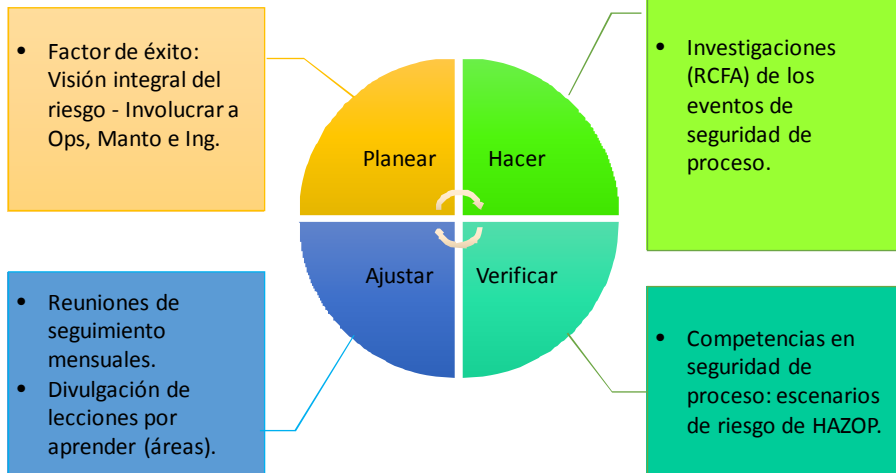 • Factor de éxito:
Visión integral del
riesgo - Involucrar a
Ops, Manto e Ing.
Planear
Hacer
• Investigaciones
(RCFA) de los
eventos de
seguridad de
proceso.
• Reuniones de
seguimiento
mensuales.
• Divulgación de
lecciones por
aprender (áreas).
Ajustar
Verificar
• Competencias en
seguridad de
proceso: escenarios
de riesgo de HAZOP.